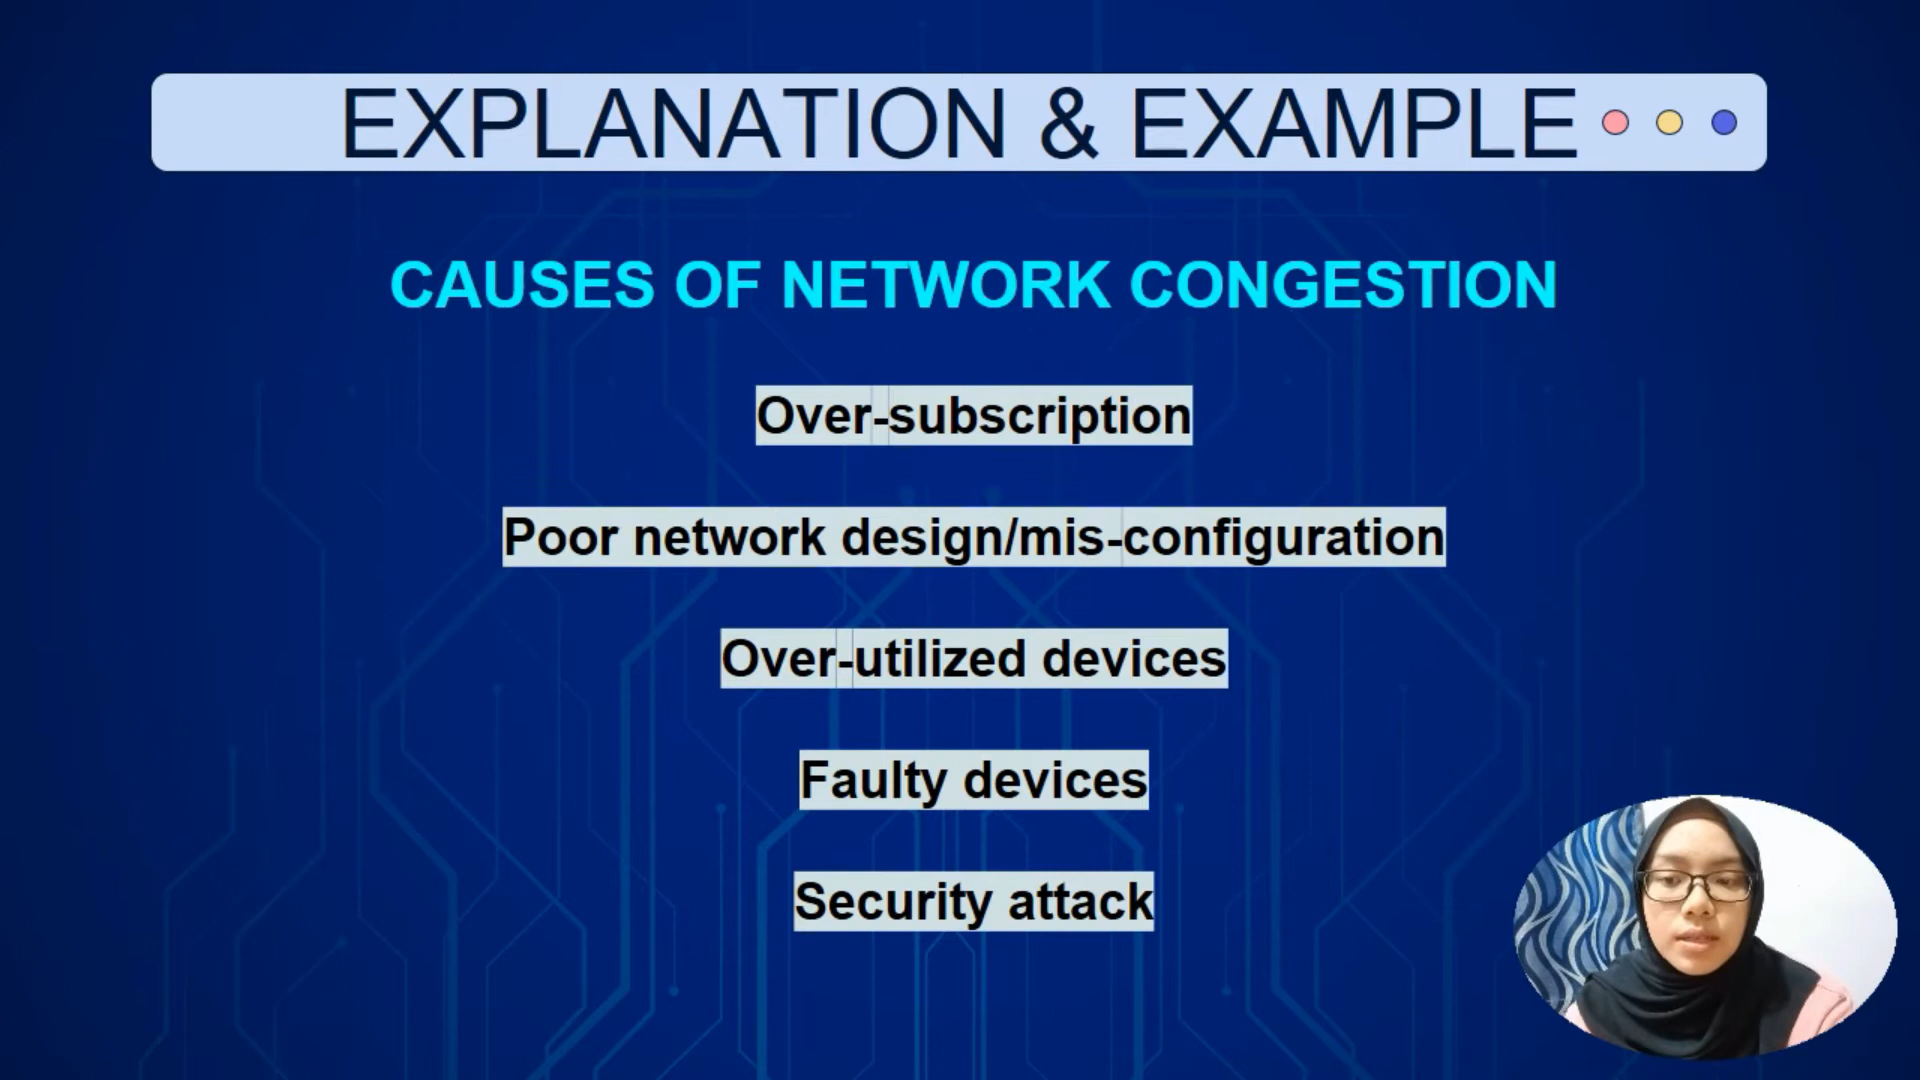 EXPLANATION & EXAMPLE
CAUSES OF NETWORK CONGESTION
Over-subscription
Poor network design/mis-configuration
Over-utilized devices
Faulty devices
Security attack